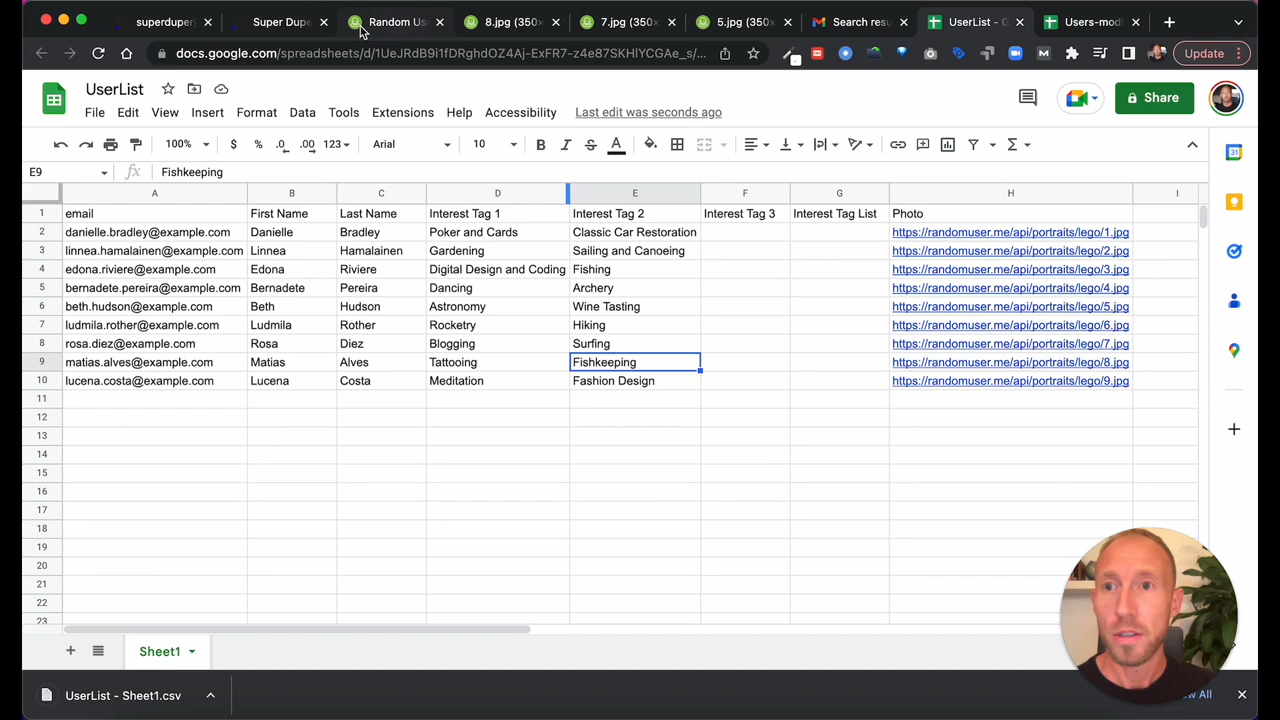 superduper
Super Dupe
Random Us
8.jpg (350×
7.jpg (350×
5.jpg (350×
Search resu
UserList - G
Users-modi
docs.google.com/spreadsheets/d/1UeJRdB9i1fDRghdOZ4Aj-ExFR7-z4e87SKHIYCGAe_s/...
Update
UserList
File Edit View Insert Format Data Tools Extensions Help Accessibility Last edit was seconds ago
Share
100% $ % .0 .00 123 Arial 10 B I S A
E9 fx Fishkeeping
A B C D E F G H I
1 email First Name Last Name Interest Tag 1 Interest Tag 2 Interest Tag 3 Interest Tag List Photo
2 danielle.bradley@example.com Danielle Bradley Poker and Cards Classic Car Restoration https://randomuser.me/api/portraits/lego/1.jpg
3 linnea.hamalainen@example.com Linnea Hamalainen Gardening Sailing and Canoeing https://randomuser.me/api/portraits/lego/2.jpg
4 edona.riviere@example.com Edona Riviere Digital Design and Coding Fishing https://randomuser.me/api/portraits/lego/3.jpg
5 bernadete.pereira@example.com Bernadete Pereira Dancing Archery https://randomuser.me/api/portraits/lego/4.jpg
6 beth.hudson@example.com Beth Hudson Astronomy Wine Tasting https://randomuser.me/api/portraits/lego/5.jpg
7 ludmila.rother@example.com Ludmila Rother Rocketry Hiking https://randomuser.me/api/portraits/lego/6.jpg
8 rosa.diez@example.com Rosa Diez Blogging Surfing https://randomuser.me/api/portraits/lego/7.jpg
9 matias.alves@example.com Matias Alves Tattooing Fishkeeping https://randomuser.me/api/portraits/lego/8.jpg
10 lucena.costa@example.com Lucena Costa Meditation Fashion Design https://randomuser.me/api/portraits/lego/9.jpg
11
12
13
14
15
16
17
18
19
20
21
22
23
Sheet1
UserList - Sheet1.csv
All